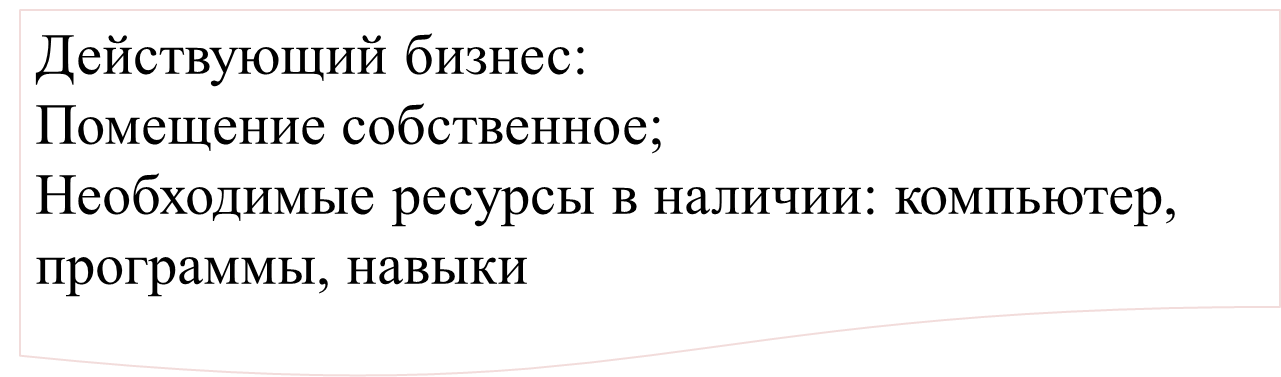 Действующий бизнес:
Помещение собственное;
Необходимые ресурсы в наличии: компьютер,
программы, навыки